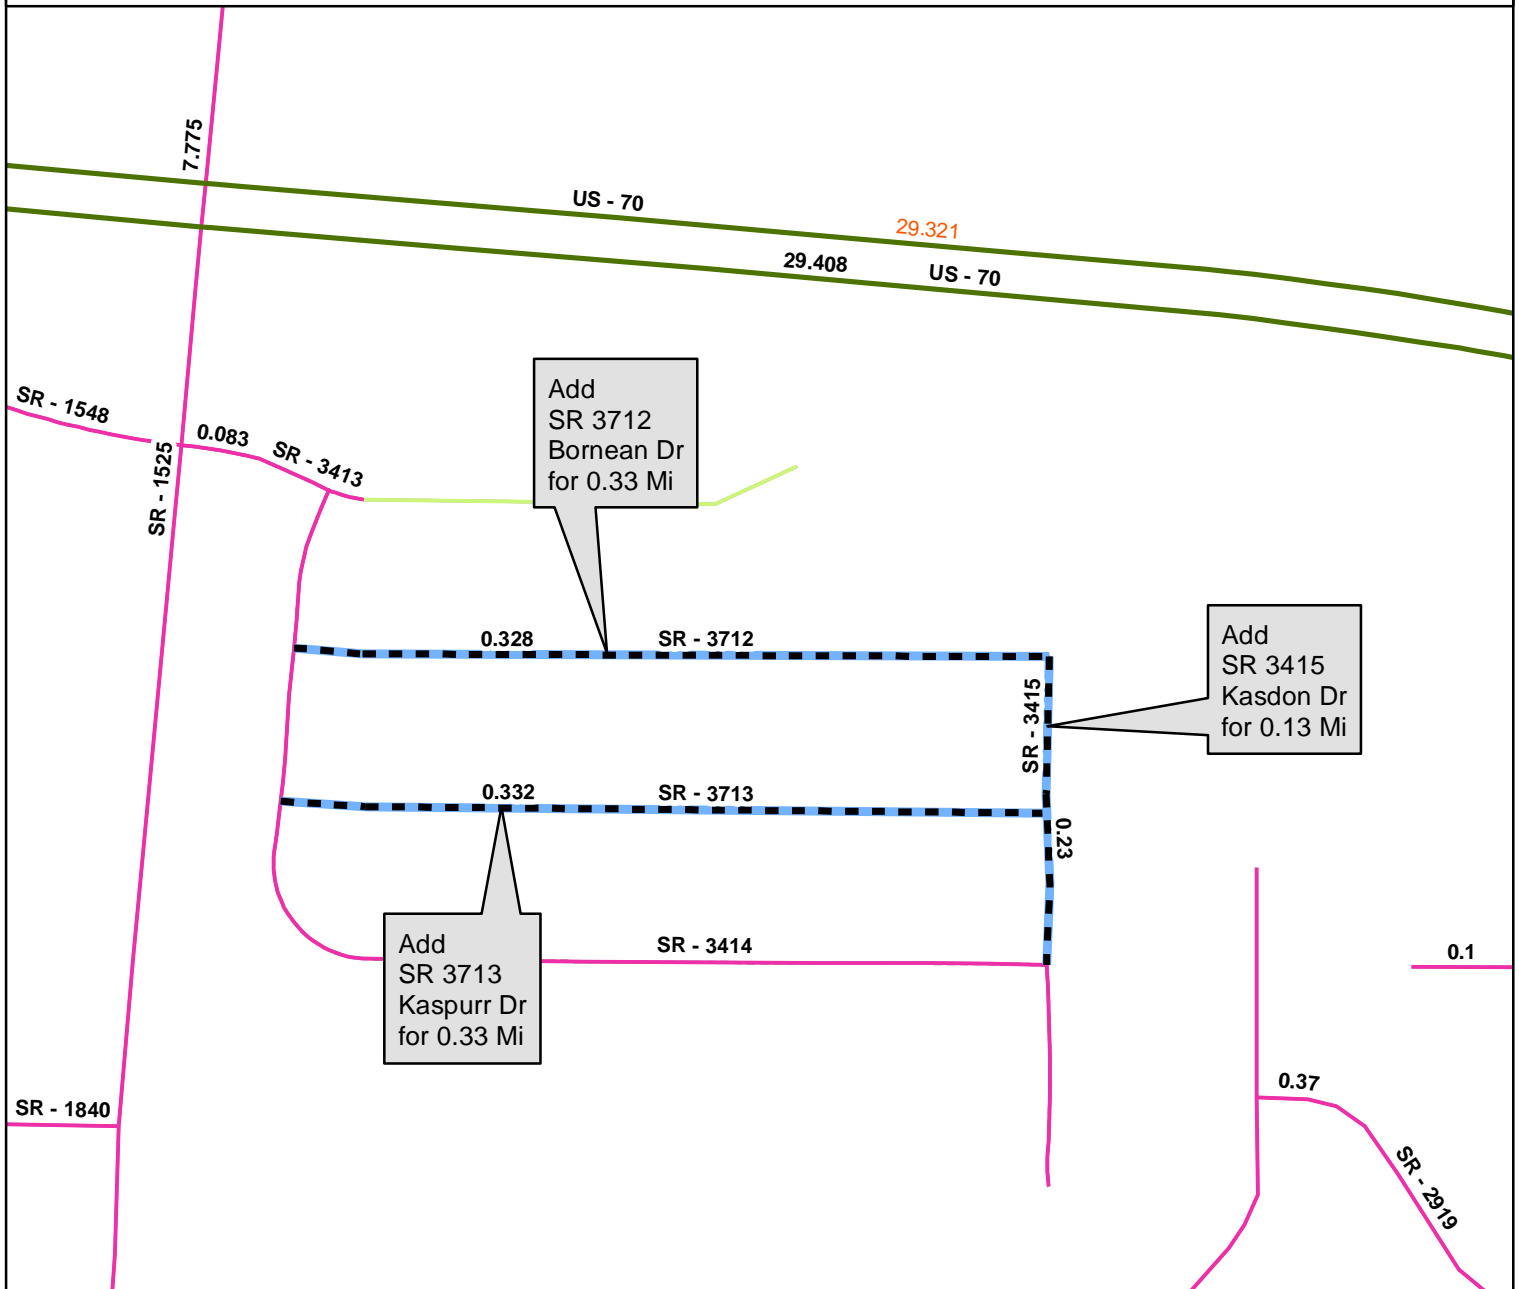 7.775
US - 70
29.321
29.408
US - 70
SR - 1548
0.083
SR - 3413
SR - 1525
Add
SR 3712
Bornean Dr
for 0.33 Mi
0.328
SR - 3712
Add
SR 3415
Kasdon Dr
for 0.13 Mi
SR - 3415
0.332
SR - 3713
0.23
Add
SR 3713
Kaspurr Dr
for 0.33 Mi
SR - 3414
0.1
0.37
SR - 1840
SR - 2919